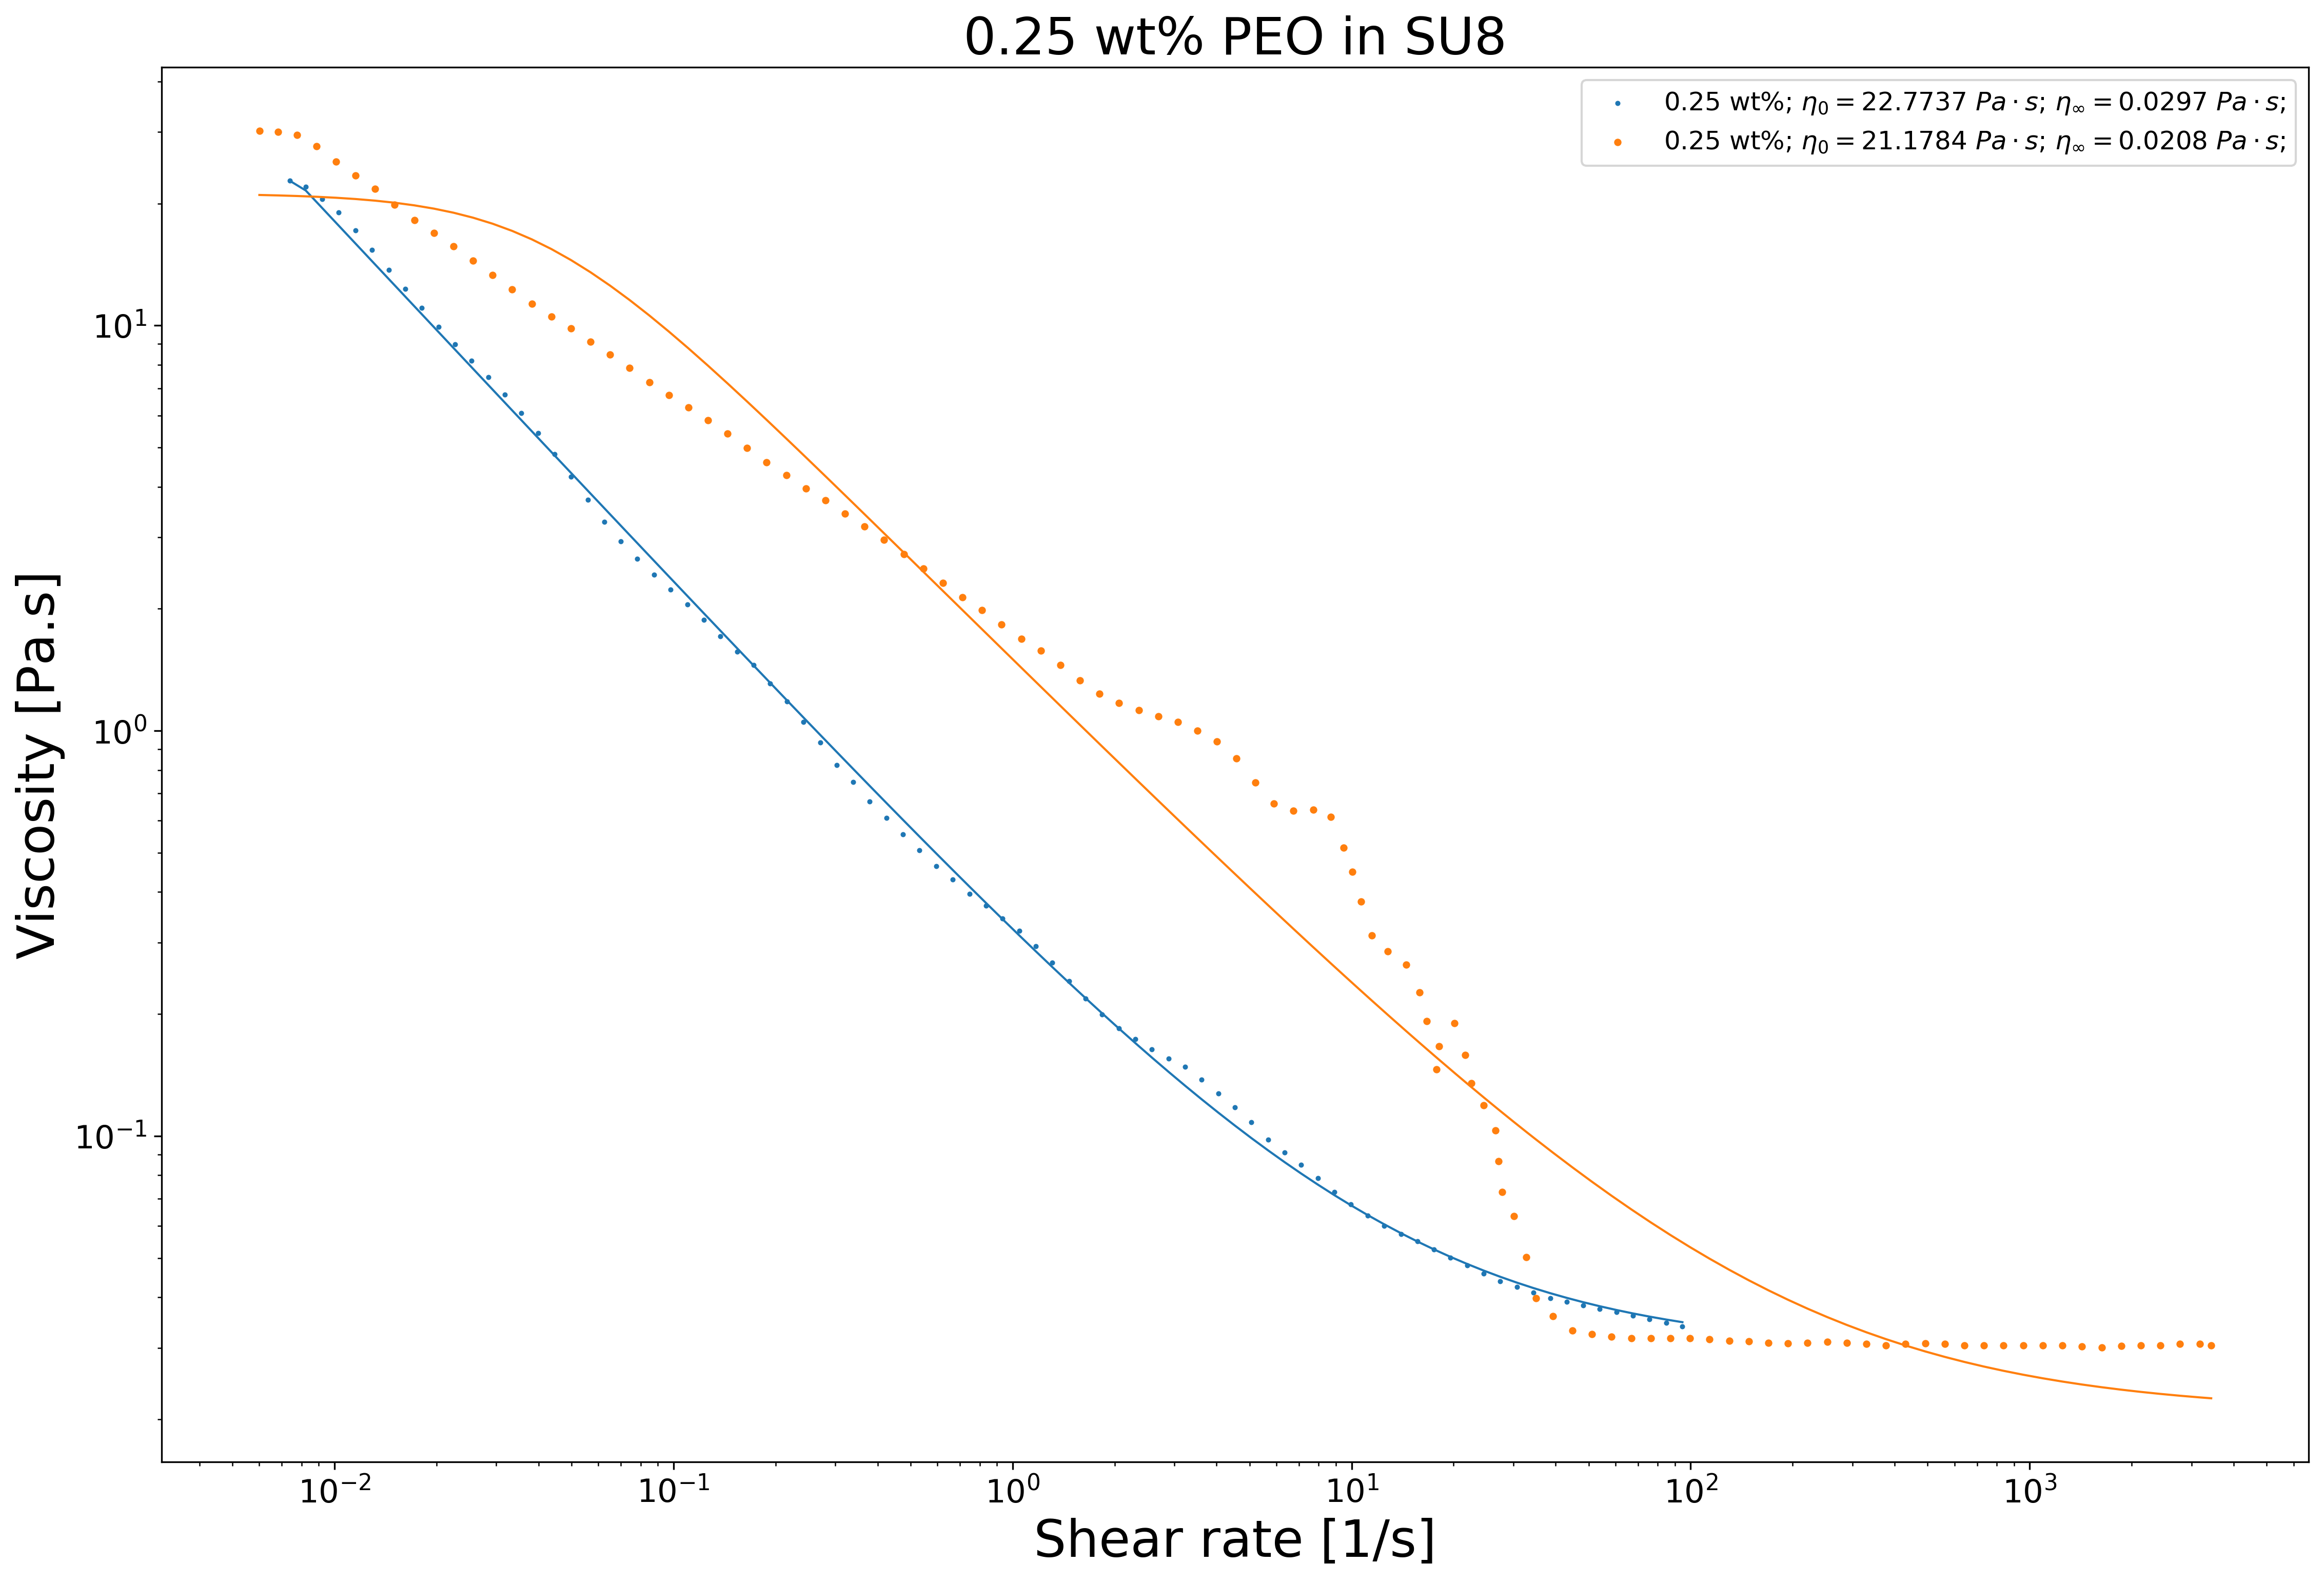 0.25 wt% PEO in SU8
0.25 wt%; η₀ = 22.7737 Pa · s; η∞ = 0.0297 Pa · s;
0.25 wt%; η₀ = 21.1784 Pa · s; η∞ = 0.0208 Pa · s;
Viscosity [Pa.s]
10¹
10⁰
10⁻¹
10⁻² 10⁻¹ 10⁰ 10¹ 10² 10³
Shear rate [1/s]